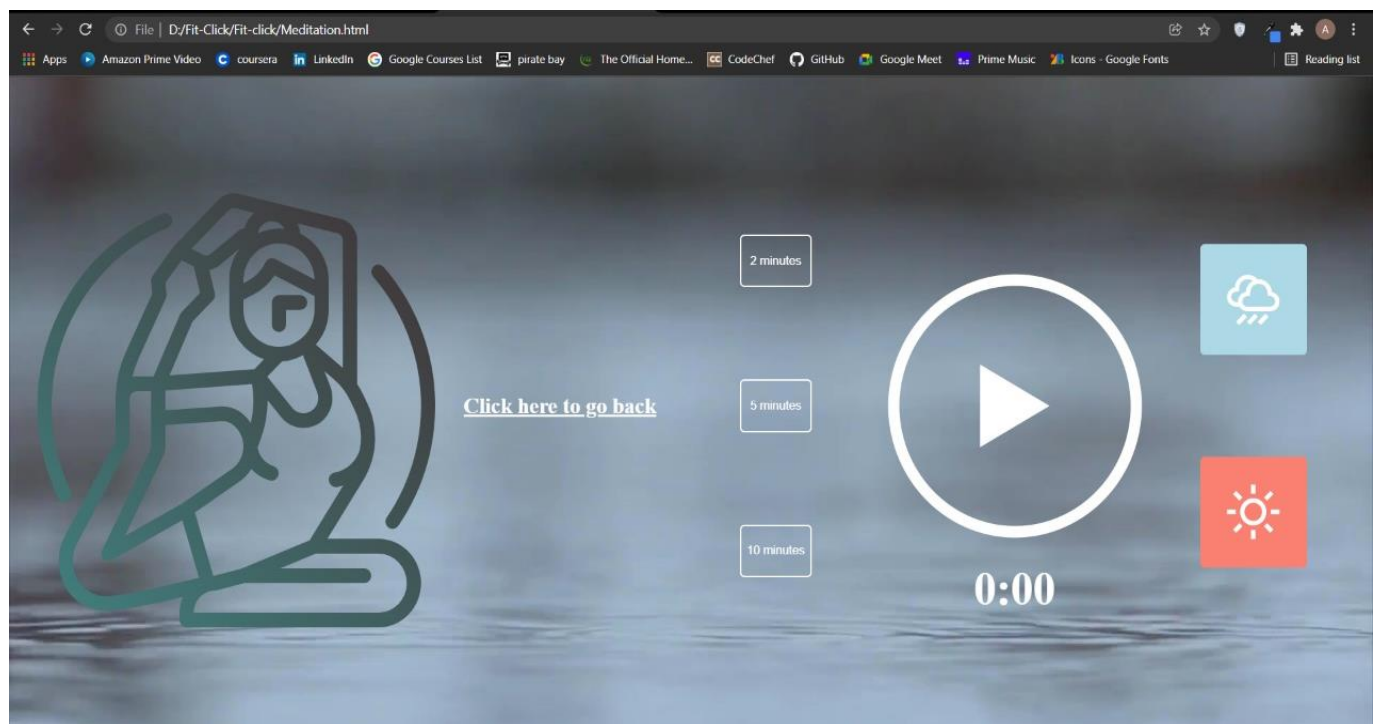 File | D:/Fit-Click/Fit-click/Meditation.html
A
Apps Amazon Prime Video coursera LinkedIn Google Courses List pirate bay The Official Home... CodeChef GitHub Google Meet Prime Music Icons - Google Fonts Reading list
2 minutes
Click here to go back
5 minutes
10 minutes
0:00